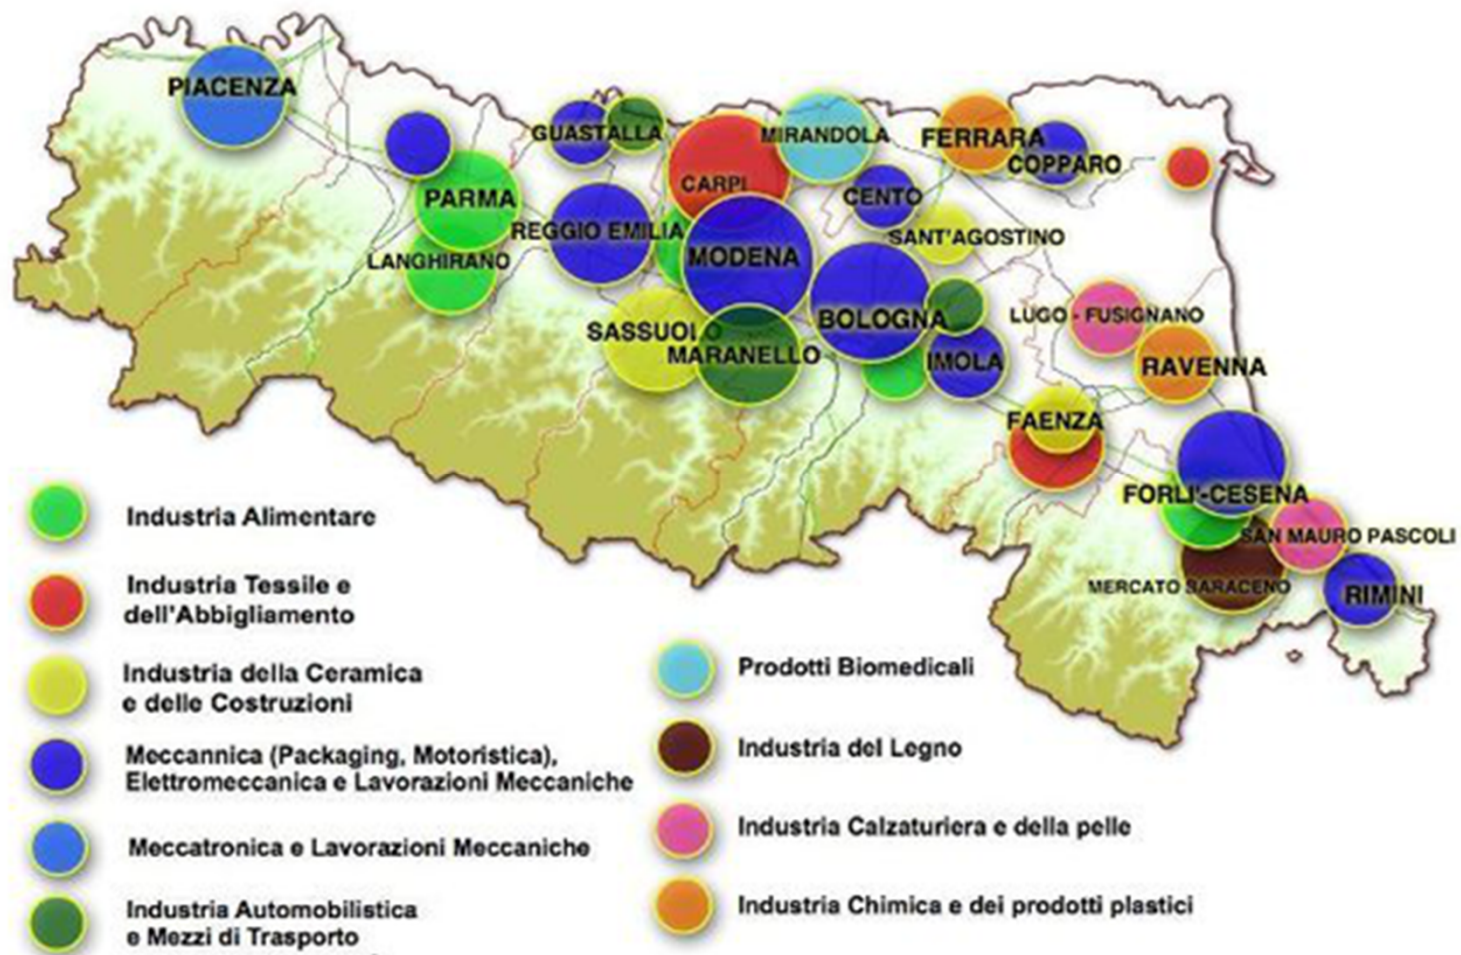 PIACENZA
GUASTALLA
MIRANDOLA
FERRARA
COPPARO
CARPI
PARMA
CENTO
REGGIO EMILIA
SANT'AGOSTINO
LANGHIRANO
MODENA
LUGO - FUSIGNANO
BOLOGNA
SASSUOLO
MARANELLO
IMOLA
RAVENNA
FAENZA
FORLI'-CESENA
SAN MAURO PASCOLI
MERCATO SARACENO
RIMINI
Industria Alimentare
Industria Tessile e
dell'Abbigliamento
Industria della Ceramica
e delle Costruzioni
Meccannica (Packaging, Motoristica),
Elettromeccanica e Lavorazioni Meccaniche
Meccatronica e Lavorazioni Meccaniche
Industria Automobilistica
e Mezzi di Trasporto
Prodotti Biomedicali
Industria del Legno
Industria Calzaturiera e della pelle
Industria Chimica e dei prodotti plastici